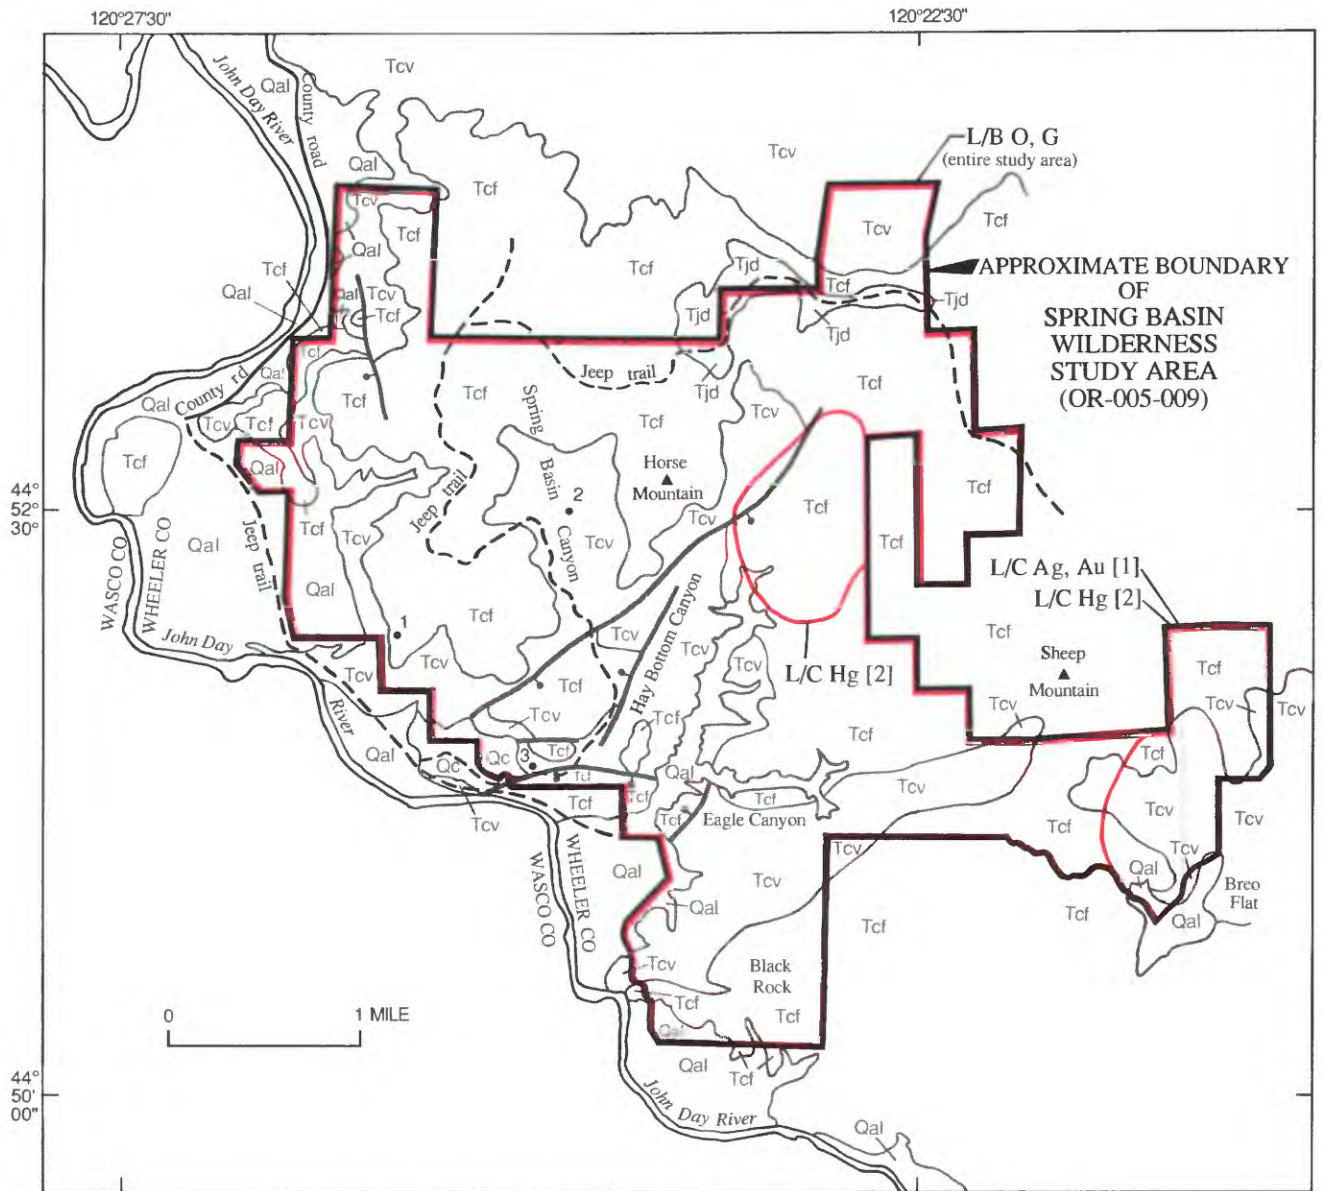 120°27'30"
120°22'30"
Tcv
Qal
County road
John Day River
L/B O, G
(entire study area)
Tcv
Qal
Tcf
Tcv
Tcv
Tcf
Tcf
Qal
Tcf
Tjd
Tcf
APPROXIMATE BOUNDARY
OF
SPRING BASIN
WILDERNESS
STUDY AREA
(OR-005-009)
Tcf
Qal
Qal
Tcv
Tcf
Tjd
Tjd
Tjd
Tcf
Qal
County rd
Jeep trail
Tjd
Tcf
Tcf
Tcf
Tcv
Tcf
Qal
Tcv
Tcf
Tcv
Spring
Basin
Canyon
Tcf
Qal
Horse
Mountain
Tcf
Tcf
44°
52'
30°
Jeep trail
2
Tcv
Tcv
Tcf
Tcv
Tcf
Qal
Jeep trail
L/C Ag, Au [1]
L/C Hg [2]
WASCO CO
WHEELER CO
Qal
Tcf
1
Tcv
Tcf
John Day
River
Tcv
Tcv
Tcf
Hay Bottom Canyon
Tcv
Tcv
L/C Hg [2]
Sheep
Mountain
Tcf
Tcv
Tcv
Tcv
Tcv
Tcf
Tcf
Qal
Qc
Qc
3
Tcf
Qal
Tcv
Tcf
Tcf
Tcf
Tcf
Tcf
Eagle Canyon
Tcv
Tcv
Tcv
Tcf
Tcv
Tcv
WASCO CO
WHEELER CO
Qal
Tcv
Qal
Breo
Flat
Qal
Tcf
Tcf
Qal
Tcv
Black
Rock
Tcf
Tcf
Qal
0
1 MILE
Qal
Tcf
44°
50'
00"
John Day River
Qal